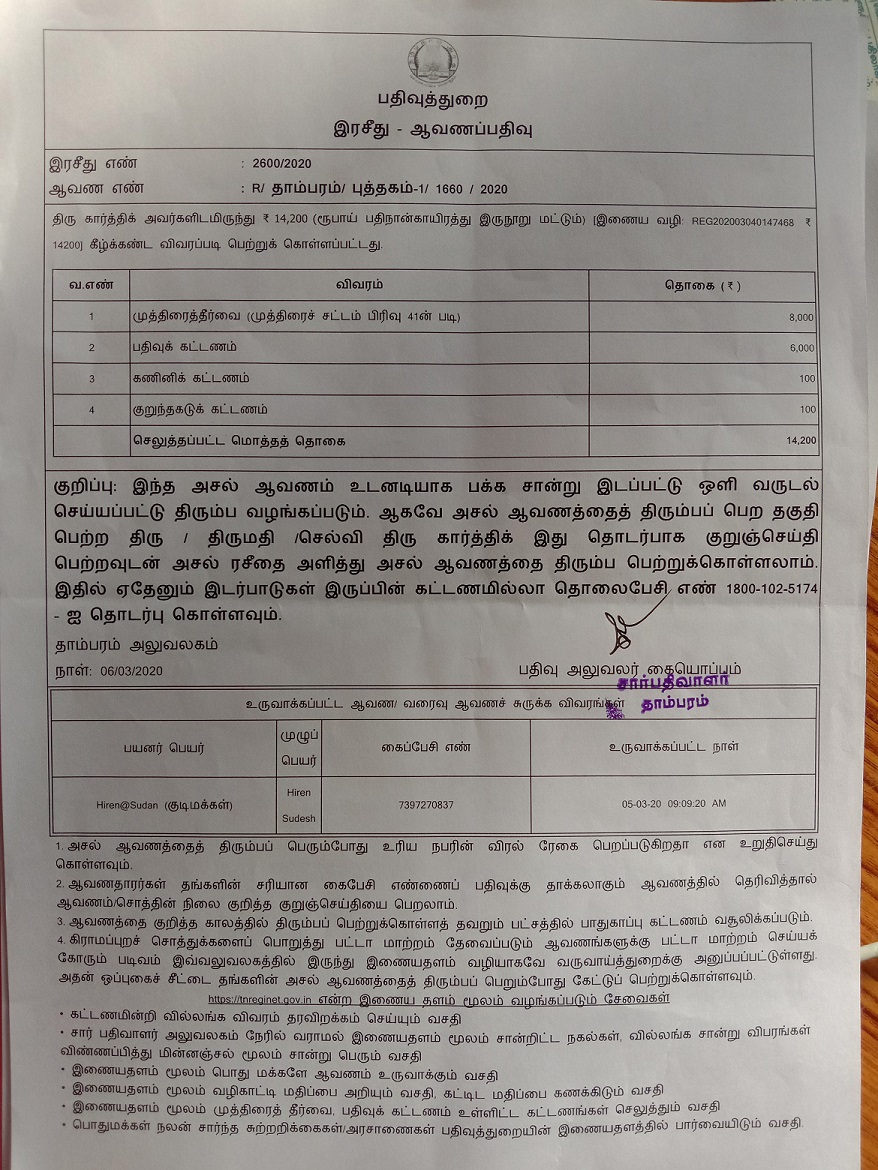 பதிவுத்துறை
இரசீது - ஆவணப்பதிவு
இரசீது எண் : 2600/2020
ஆவண எண் : R/ தாம்பரம்/ புத்தகம்-1/ 1660 / 2020
திரு கார்த்திக் அவர்களிடமிருந்து ₹ 14,200 (ரூபாய் பதினான்காயிரத்து இருநூறு மட்டும்) [இணைய வழி: REG202003040147468 ₹
14200] கீழ்க்கண்ட விவரப்படி பெற்றுக் கொள்ளப்பட்டது.
வ.எண் விவரம் தொகை (₹)
1 முத்திரைத்தீர்வை (முத்திரைச் சட்டம் பிரிவு 41ன் படி) 8,000
2 பதிவுக் கட்டணம் 6,000
3 கணினிக் கட்டணம் 100
4 குறுந்தகடுக் கட்டணம் 100
செலுத்தப்பட்ட மொத்தத் தொகை 14,200
குறிப்பு: இந்த அசல் ஆவணம் உடனடியாக பக்க சான்று இடப்பட்டு ஒளி வருடல்
செய்யப்பட்டு திரும்ப வழங்கப்படும். ஆகவே அசல் ஆவணத்தைத் திரும்பப் பெற தகுதி
பெற்ற திரு / திருமதி /செல்வி திரு கார்த்திக் இது தொடர்பாக குறுஞ்செய்தி
பெற்றவுடன் அசல் ரசீதை அளித்து அசல் ஆவணத்தை திரும்ப பெற்றுக்கொள்ளலாம்.
இதில் ஏதேனும் இடர்பாடுகள் இருப்பின் கட்டணமில்லா தொலைபேசி எண் 1800-102-5174
- ஐ தொடர்பு கொள்ளவும்.
தாம்பரம் அலுவலகம்
நாள்: 06/03/2020 பதிவு அலுவலர் கையொப்பம்
சார்பதிவாளர்
தாம்பரம்
உருவாக்கப்பட்ட ஆவண/ வரைவு ஆவணச் சுருக்க விவரங்கள்
பயனர் பெயர் முழுப் பெயர் கைப்பேசி எண் உருவாக்கப்பட்ட நாள்
Hiren@Sudan (குடிமக்கள்) Hiren Sudesh 7397270837 05-03-20 09:09:20 AM
1. அசல் ஆவணத்தைத் திரும்பப் பெரும்போது உரிய நபரின் விரல் ரேகை பெறப்படுகிறதா என உறுதிசெய்து
கொள்ளவும்.
2. ஆவணதாரர்கள் தங்களின் சரியான கைபேசி எண்ணைப் பதிவுக்கு தாக்கலாகும் ஆவணத்தில் தெரிவித்தால்
ஆவணம்/சொத்தின் நிலை குறித்த குறுஞ்செய்தியை பெறலாம்.
3. ஆவணத்தை குறித்த காலத்தில் திரும்பப் பெற்றுக்கொள்ளத் தவறும் பட்சத்தில் பாதுகாப்பு கட்டணம் வசூலிக்கப்படும்.
4. கிராமப்புறச் சொத்துக்களைப் பொறுத்து பட்டா மாற்றம் தேவைப்படும் ஆவணங்களுக்கு பட்டா மாற்றம் செய்யக்
கோரும் படிவம் இவ்வலுவலகத்தில் இருந்து இணையதளம் வழியாகவே வருவாய்த்துறைக்கு அனுப்பப்பட்டுள்ளது.
அதன் ஒப்புகைச் சீட்டை தங்களின் அசல் ஆவணத்தைத் திரும்பப் பெறும்போது கேட்டுப் பெற்றுக்கொள்ளவும்.
https://tnreginet.gov.in என்ற இணைய தளம் மூலம் வழங்கப்படும் சேவைகள்
• கட்டணமின்றி வில்லங்க விவரம் தரவிறக்கம் செய்யும் வசதி
• சார் பதிவாளர் அலுவலகம் நேரில் வராமல் இணையதளம் மூலம் சான்றிட்ட நகல்கள், வில்லங்க சான்று விபரங்கள்
விண்ணப்பித்து மின்னஞ்சல் மூலம் சான்று பெரும் வசதி
• இணையதளம் மூலம் பொது மக்களே ஆவணம் உருவாக்கும் வசதி
• இணையதளம் மூலம் வழிகாட்டி மதிப்பை அறியும் வசதி, கட்டிட மதிப்பை கணக்கிடும் வசதி
• இணையதளம் மூலம் முத்திரைத் தீர்வை, பதிவுக் கட்டணம் உள்ளிட்ட கட்டணங்கள் செலுத்தும் வசதி
• பொதுமக்கள் நலன் சார்ந்த சுற்றறிக்கைகள்/அரசாணைகள் பதிவுத்துறையின் இணையதளத்தில் பார்வையிடும் வசதி.